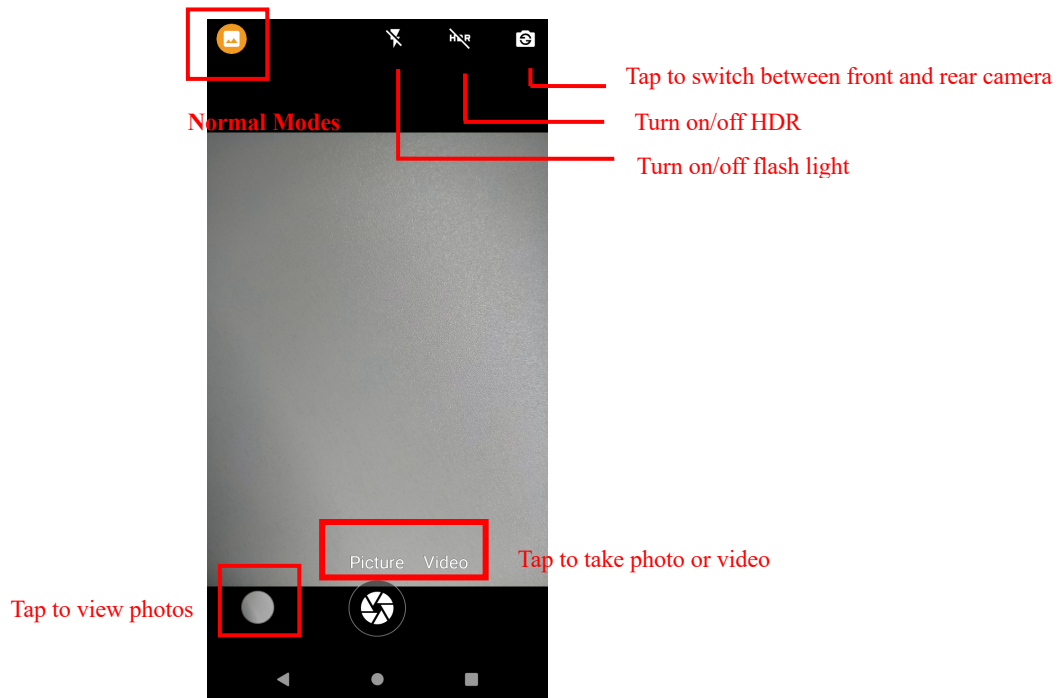 HDR
Tap to switch between front and rear camera
Normal Modes
Turn on/off HDR
Turn on/off flash light
Picture Video
Tap to take photo or video
Tap to view photos